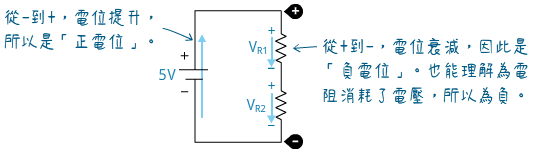 從-到+，電位提升，
所以是「正電位」。
從+到-，電位衰減，因此是
「負電位」。也能理解為電
阻消耗了電壓，所以為負。
+
5V
−
+
VR1
−
+
VR2
−
+
−